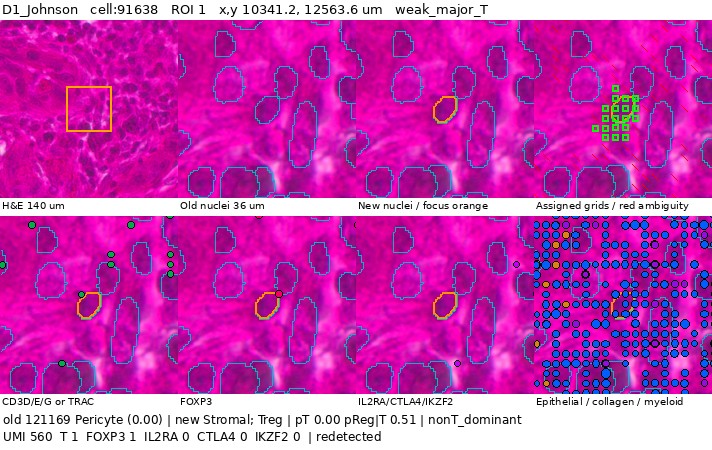 D1_Johnson cell:91638 ROI 1 x,y 10341.2, 12563.6 um weak_major_T
H&E 140 um
Old nuclei 36 um
New nuclei / focus orange
Assigned grids / red ambiguity
CD3D/E/G or TRAC
FOXP3
IL2RA/CTLA4/IKZF2
Epithelial / collagen / myeloid
old 121169 Pericyte (0.00) | new Stromal; Treg | pT 0.00 pReg|T 0.51 | nonT_dominant
UMI 560 T 1 FOXP3 1 IL2RA 0 CTLA4 0 IKZF2 0 | redetected